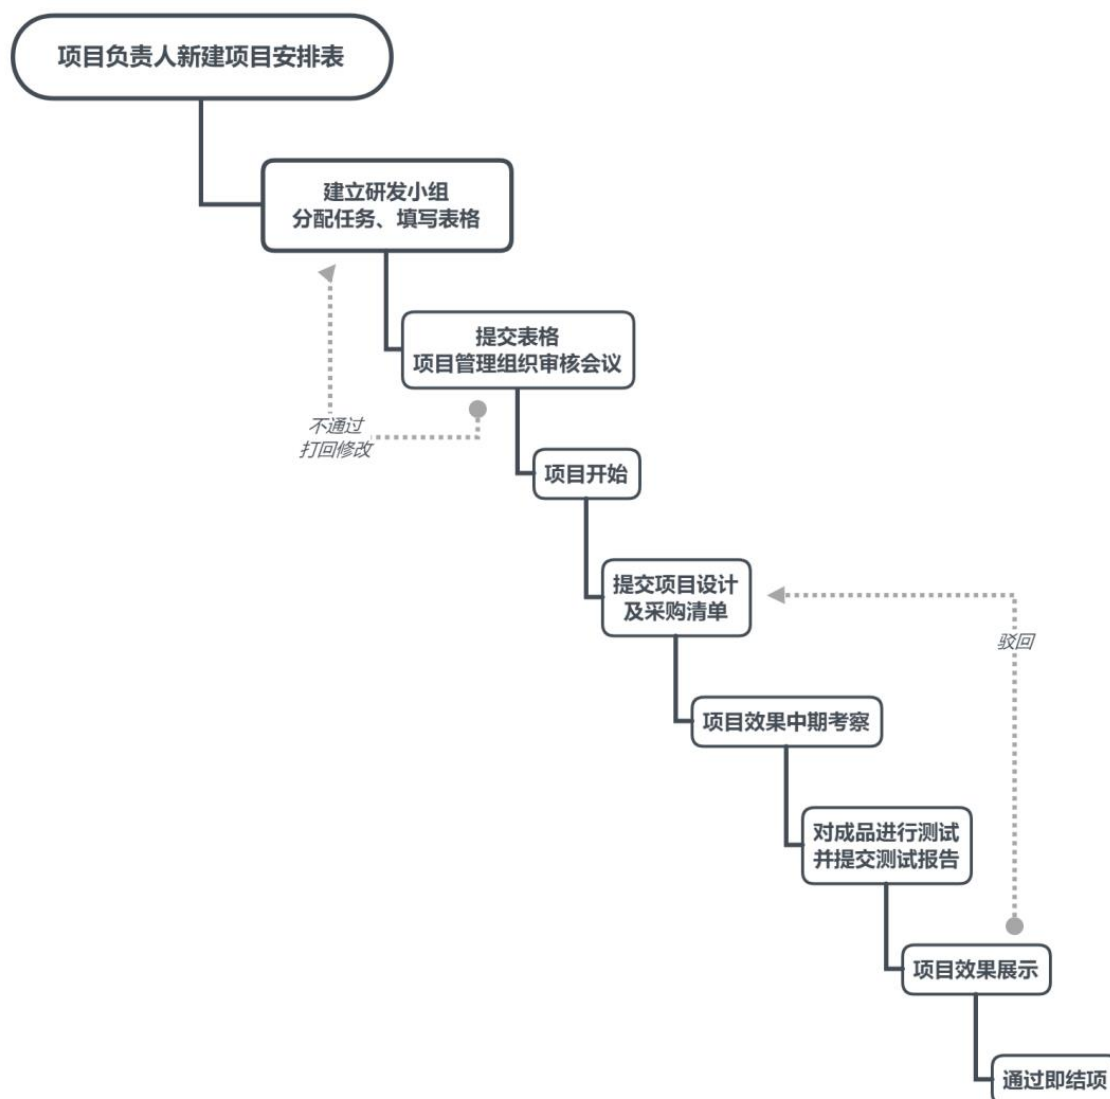 项目负责人新建项目安排表
建立研发小组
分配任务、填写表格
提交表格
项目管理组织审核会议
不通过
打回修改
项目开始
提交项目设计
及采购清单
驳回
项目效果中期考察
对成品进行测试
并提交测试报告
项目效果展示
通过即结项